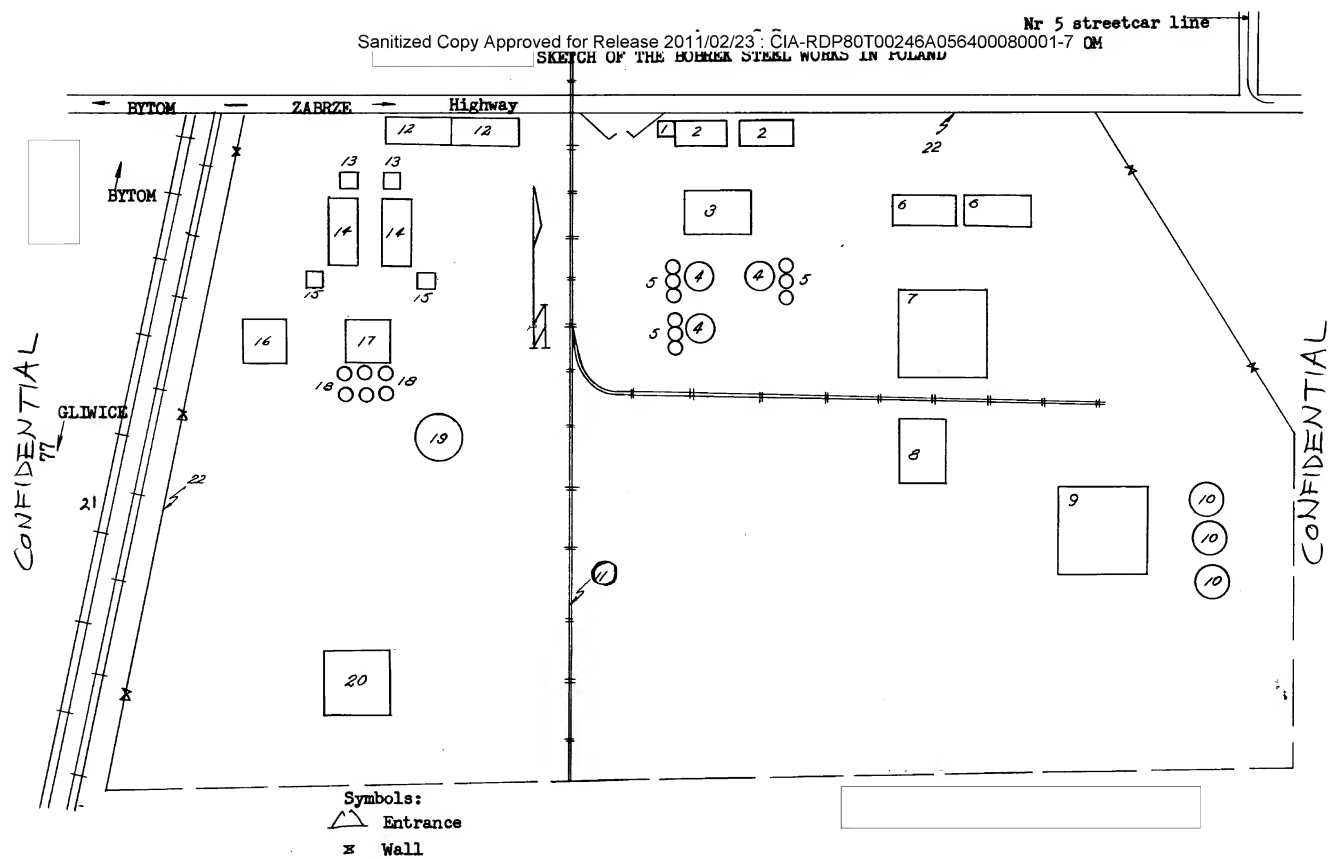 Nr 5 streetcar line
Sanitized Copy Approved for Release 2011/02/23 : CIA-RDP80T00246A056400080001-7
SKETCH OF THE BOBREK STEEL WORKS IN POLAND
BYTOM — ZABRZE Highway
12 12 1 2 2
22
13 13
BYTOM
14 14 3 6 6
15 15
5 4 4 5
5 4
7
16 17
18 18
CONFIDENTIAL
CONFIDENTIAL
GLIWICE
77
19
8
22
21
9
10
10
10
11
20
Symbols:
Entrance
Wall